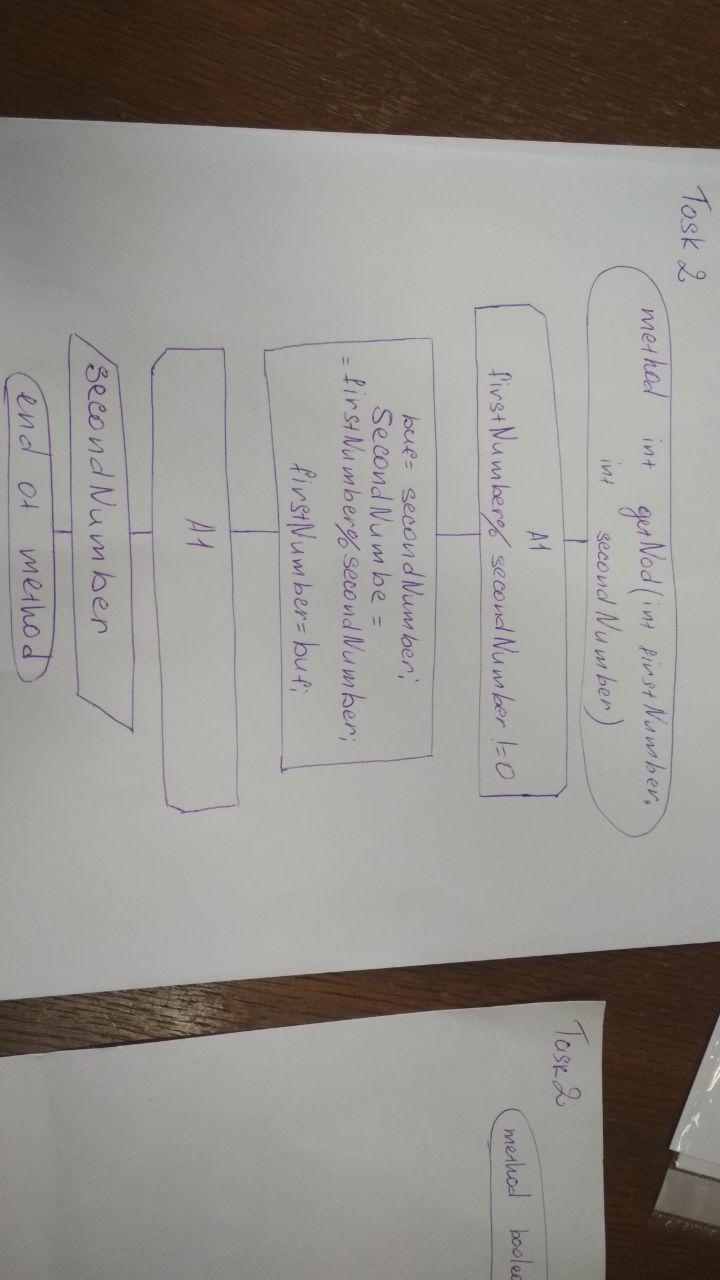 Task 2
method int getNod(int firstNumber,
int secondNumber)
A1
firstNumber%secondNumber!=0
buf= secondNumber;
SecondNumbe =
= firstNumber%secondNumber;
firstNumber=buf;
A1
secondNumber
end of method
Task 2
method boolea